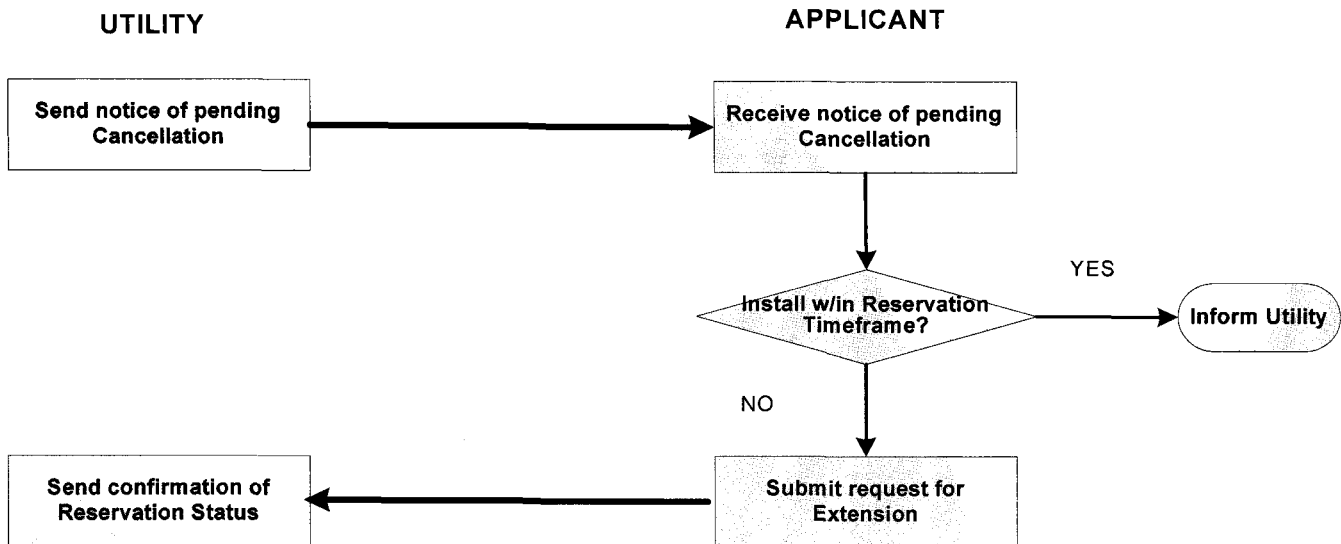 UTILITY
APPLICANT
Send notice of pending
Cancellation
Receive notice of pending
Cancellation
Install w/in Reservation
Timeframe?
YES
Inform Utility
NO
Submit request for
Extension
Send confirmation of
Reservation Status